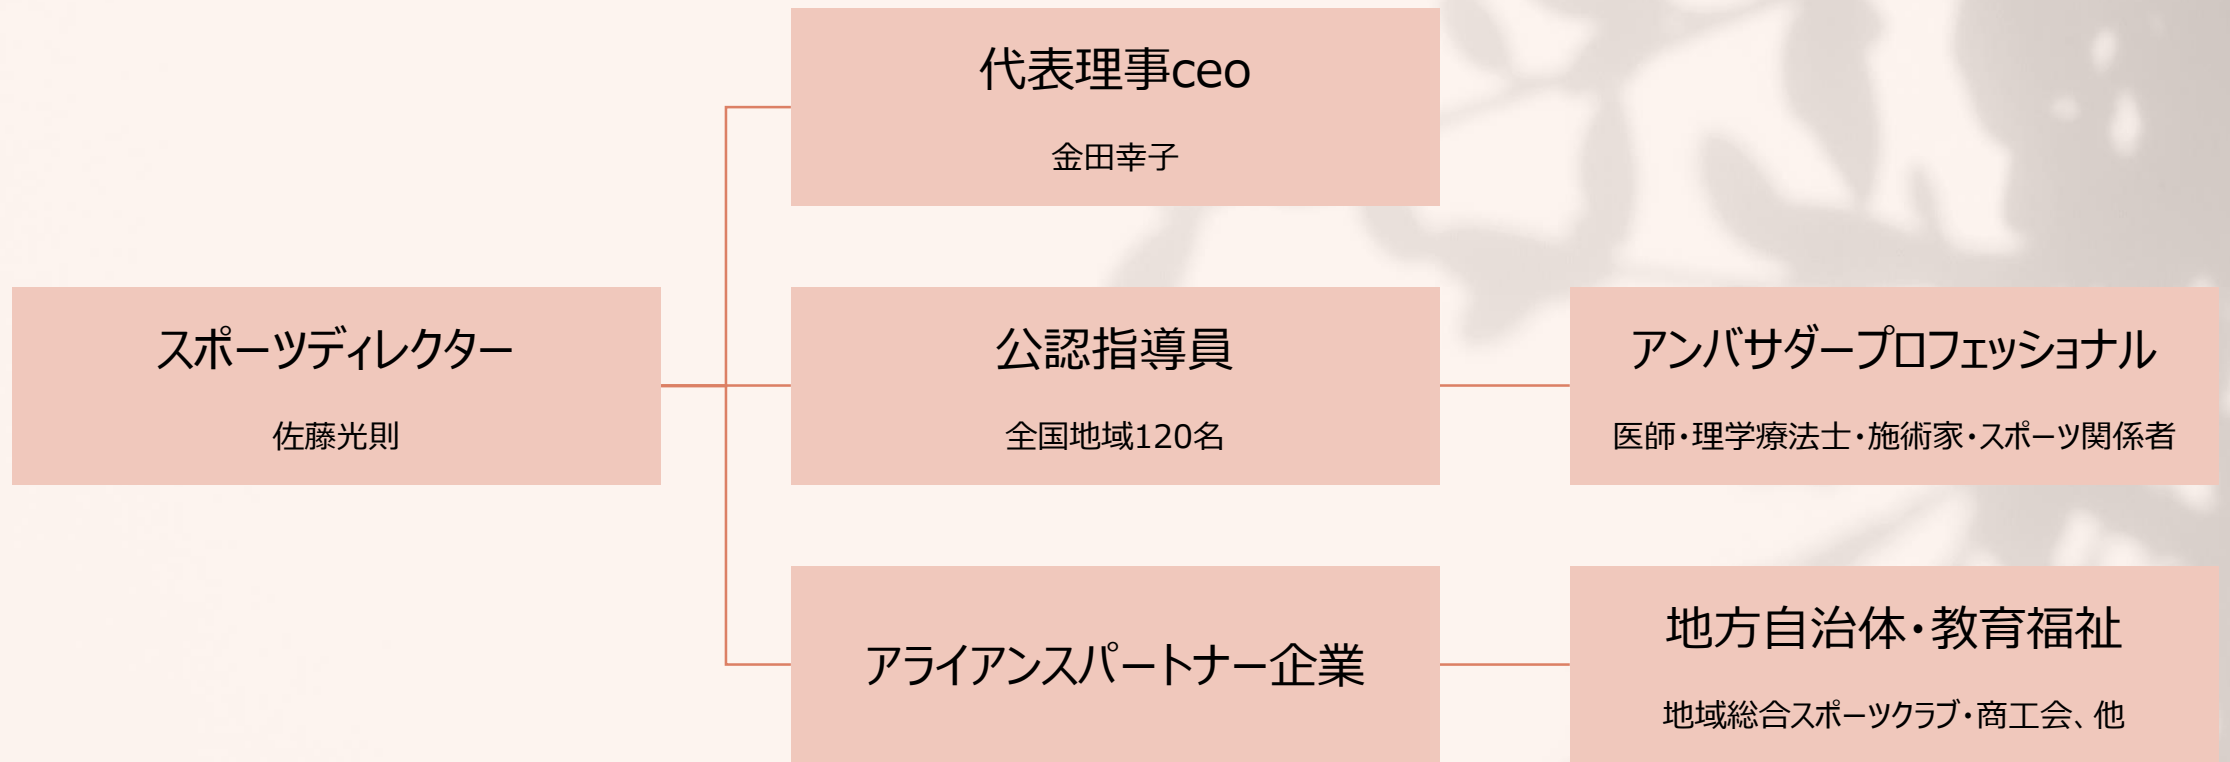 代表理事ceo
金田幸子
スポーツディレクター
佐藤光則
公認指導員
全国地域120名
アンバサダープロフェッショナル
医師・理学療法士・施術家・スポーツ関係者
アライアンスパートナー企業
地方自治体・教育福祉
地域総合スポーツクラブ・商工会、他